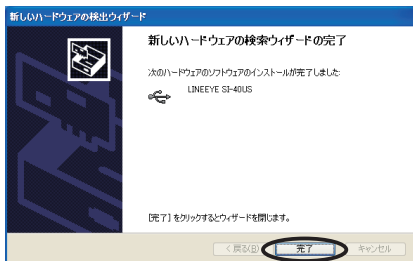 新しいハードウェアの検出ウィザード
新しいハードウェアの検索ウィザードの完了
次のハードウェアのソフトウェアのインストールが完了しました:
LINEEYE SI-40US
[完了] をクリックするとウィザードを閉じます。
< 戻る(B) 完了 キャンセル